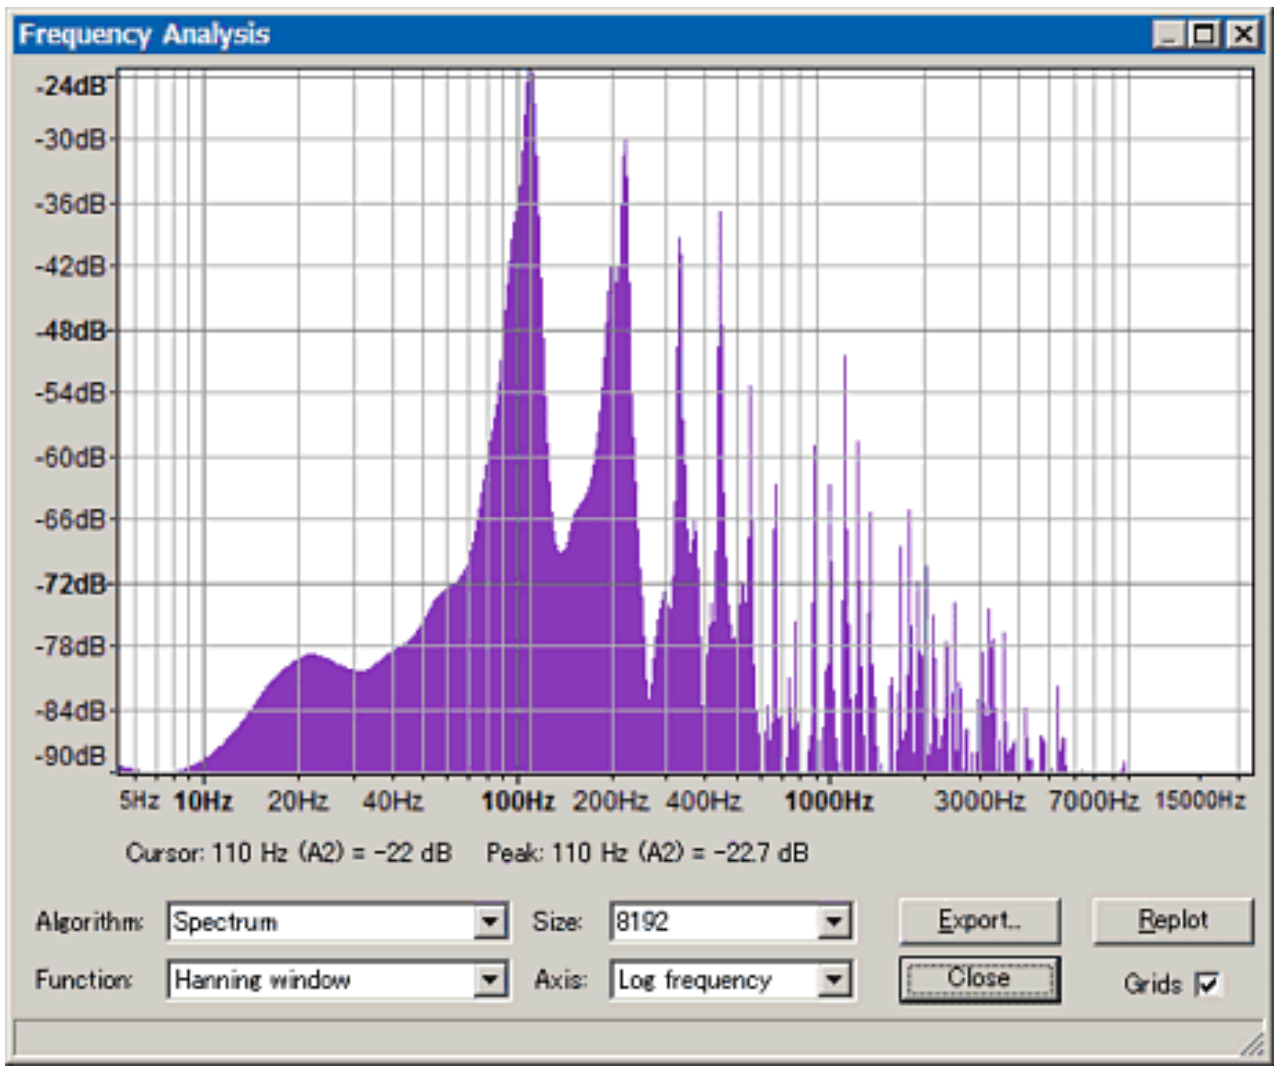 Frequency Analysis
-24dB
-30dB
-36dB
-42dB
-48dB
-54dB
-60dB
-66dB
-72dB
-78dB
-84dB
-90dB
5Hz 10Hz 20Hz 40Hz 100Hz 200Hz 400Hz 1000Hz 3000Hz 7000Hz 15000Hz
Cursor: 110 Hz (A2) = -22 dB Peak: 110 Hz (A2) = -22.7 dB
Algorithm: Spectrum Size: 8192 Export.. Replot
Function: Hanning window Axis: Log frequency Close Grids